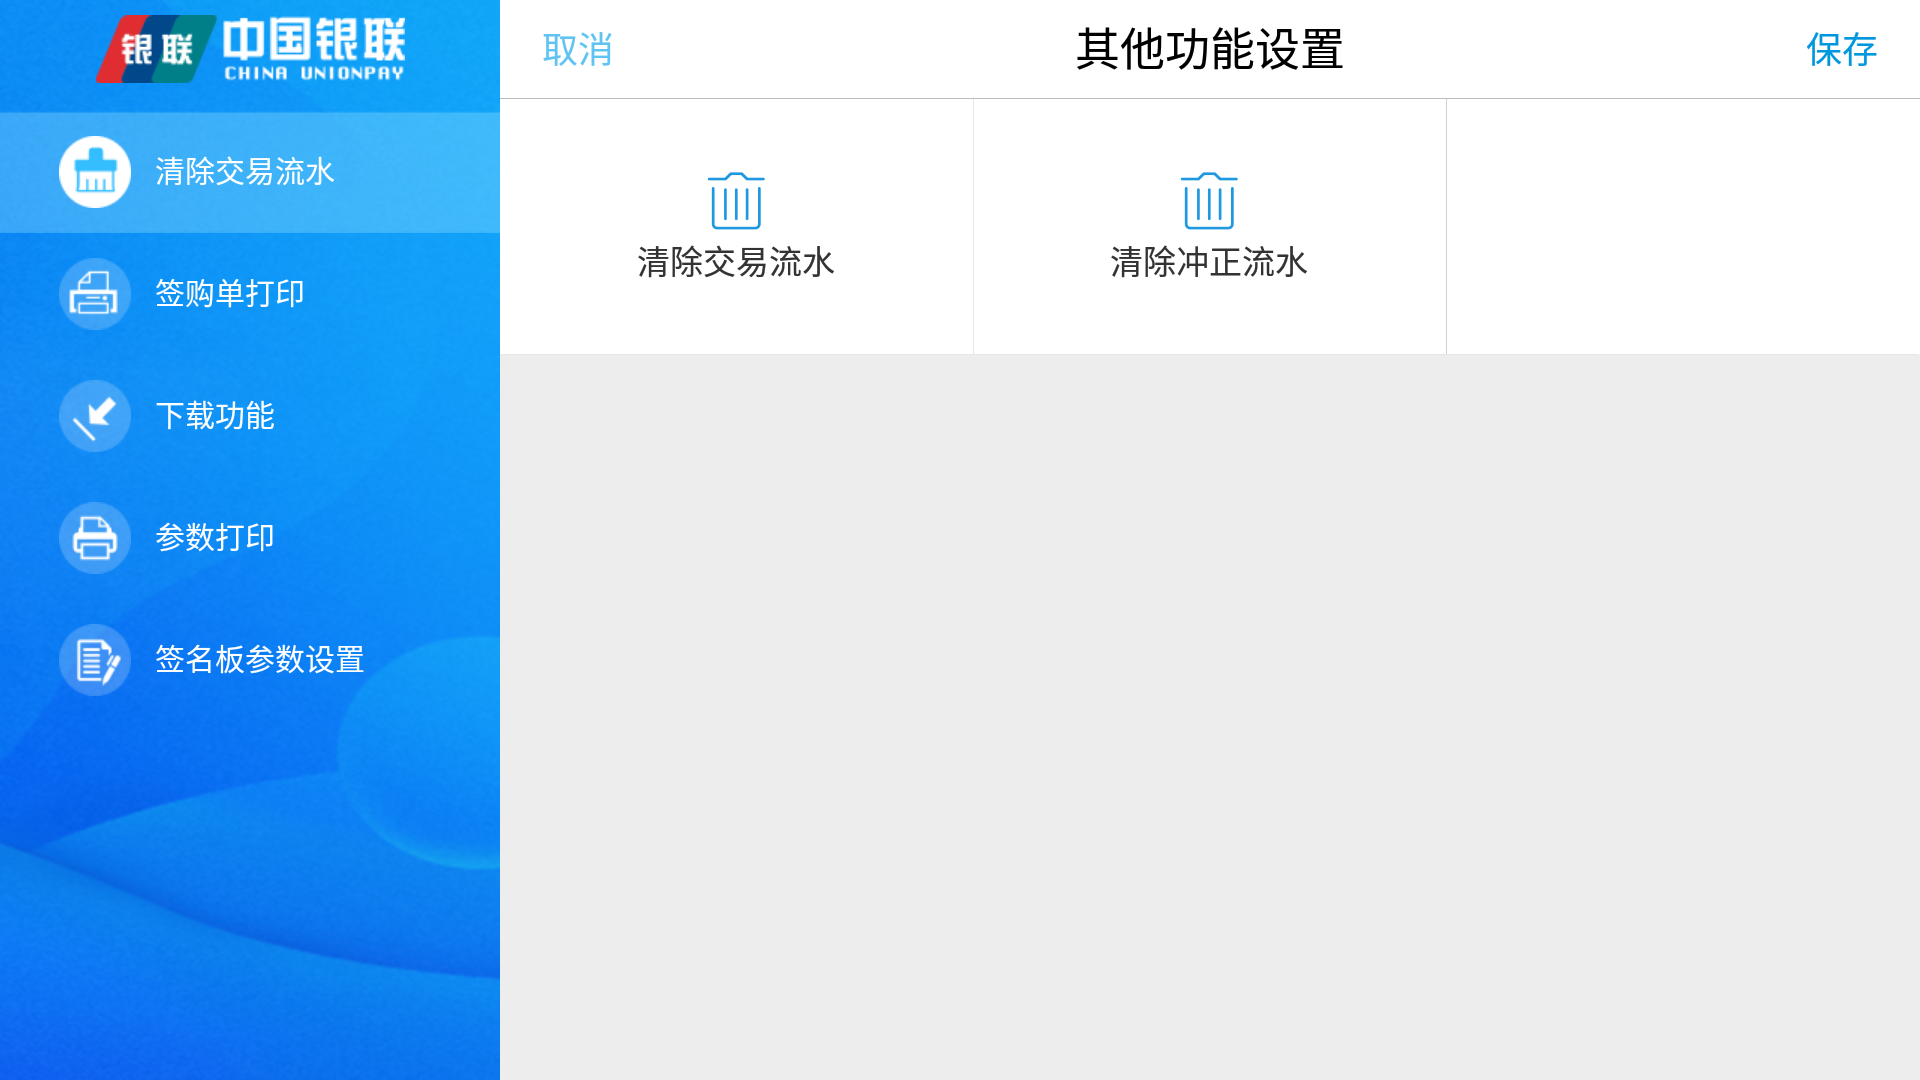 银联 中国银联
CHINA UNIONPAY
清除交易流水
签购单打印
下载功能
参数打印
签名板参数设置
取消 其他功能设置 保存
清除交易流水 清除冲正流水